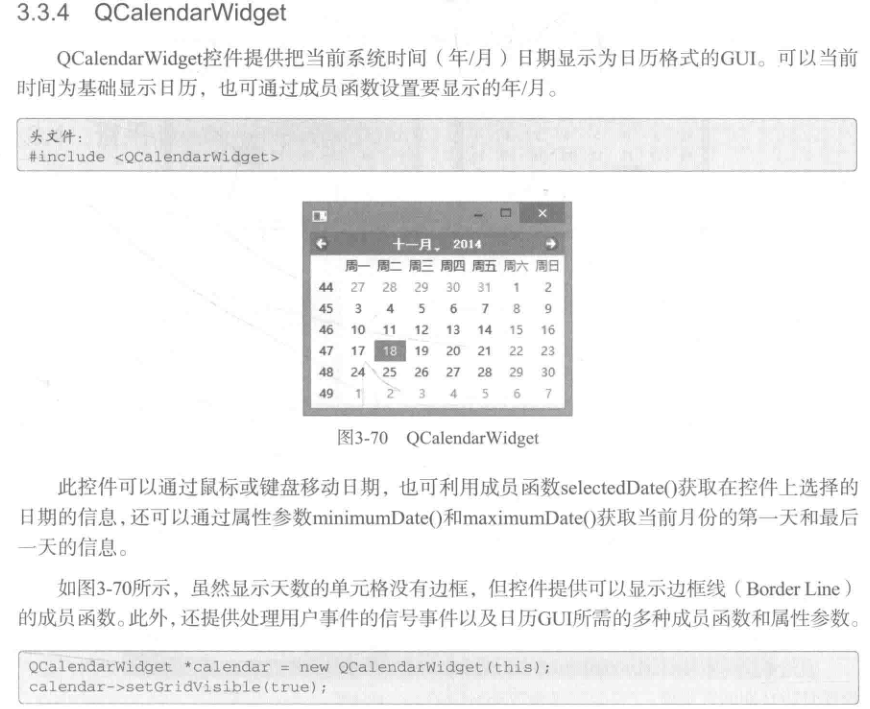 3.3.4 QCalendarWidget
QCalendarWidget控件提供把当前系统时间（年/月）日期显示为日历格式的GUI。可以当前
时间为基础显示日历，也可通过成员函数设置要显示的年/月。
头文件：
#include <QCalendarWidget>
十一月, 2014
周一 周二 周三 周四 周五 周六 周日
44 27 28 29 30 31 1 2
45 3 4 5 6 7 8 9
46 10 11 12 13 14 15 16
47 17 18 19 20 21 22 23
48 24 25 26 27 28 29 30
49 1 2 3 4 5 6 7
图3-70 QCalendarWidget
此控件可以通过鼠标或键盘移动日期，也可利用成员函数selectedDate()获取在控件上选择的
日期的信息，还可以通过属性参数minimumDate()和maximumDate()获取当前月份的第一天和最后
一天的信息。
如图3-70所示，虽然显示天数的单元格没有边框，但控件提供可以显示边框线（Border Line）
的成员函数。此外，还提供处理用户事件的信号事件以及日历GUI所需的多种成员函数和属性参数。
QCalendarWidget *calendar = new QCalendarWidget(this);
calendar->setGridVisible(true);